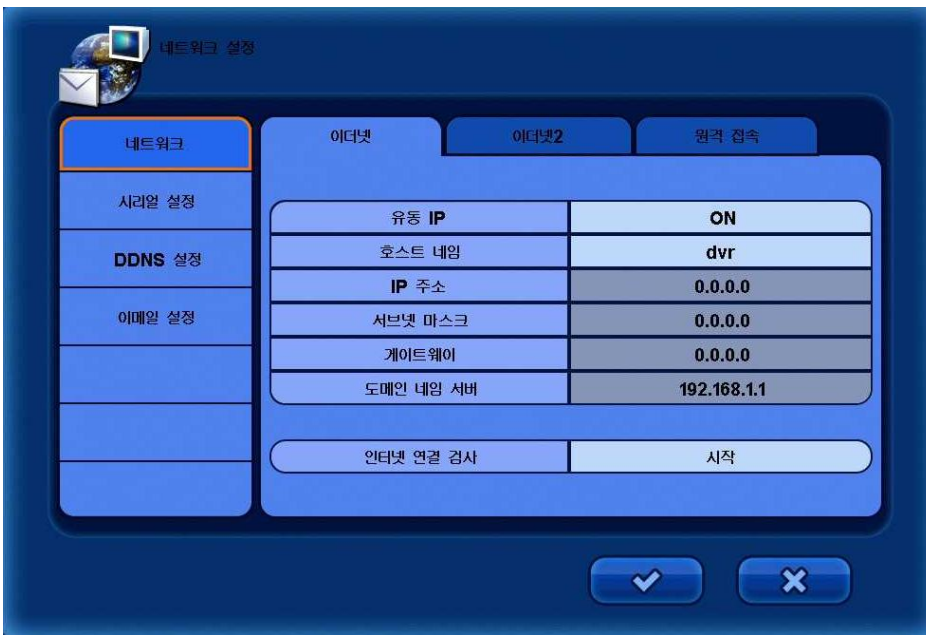 네트워크 설정
네트워크
시리얼 설정
DDNS 설정
이메일 설정
이더넷
이더넷2
원격 접속
유동 IP
ON
호스트 네임
dvr
IP 주소
0.0.0.0
서브넷 마스크
0.0.0.0
게이트웨이
0.0.0.0
도메인 네임 서버
192.168.1.1
인터넷 연결 검사
시작